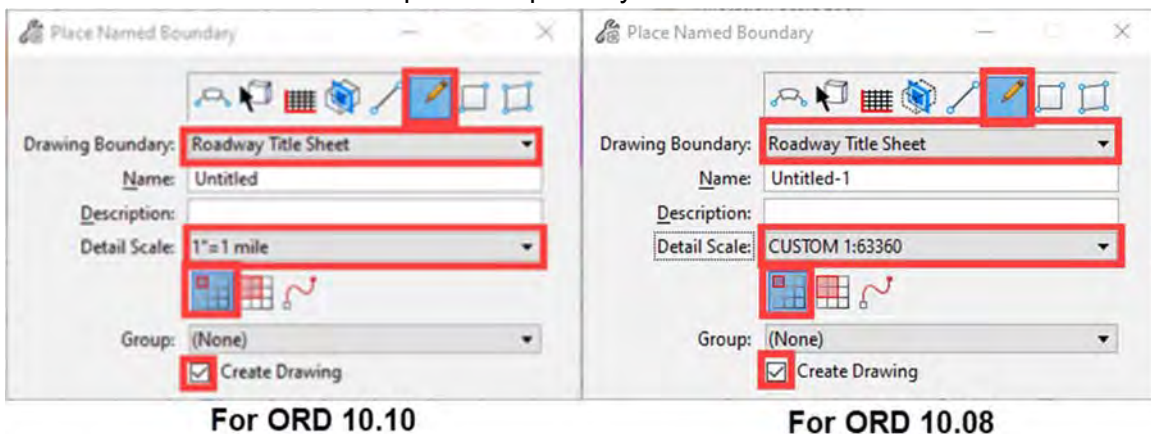 Place Named Boundary
Drawing Boundary: Roadway Title Sheet
Name: Untitled
Description:
Detail Scale: 1"=1 mile
Group: (None)
Create Drawing
For ORD 10.10
Place Named Boundary
Drawing Boundary: Roadway Title Sheet
Name: Untitled-1
Description:
Detail Scale: CUSTOM 1:63360
Group: (None)
Create Drawing
For ORD 10.08